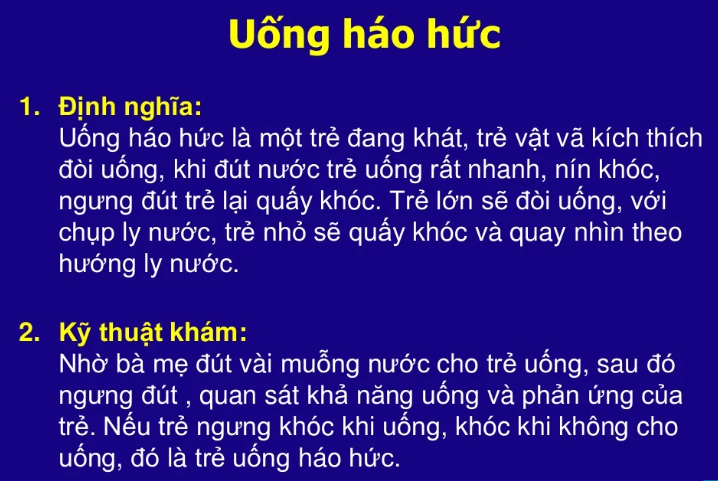 Uống háo hức
1. Định nghĩa:
Uống háo hức là một trẻ đang khát, trẻ vật vã kích thích
đòi uống, khi đút nước trẻ uống rất nhanh, nín khóc,
ngưng đút trẻ lại quấy khóc. Trẻ lớn sẽ đòi uống, với
chụp ly nước, trẻ nhỏ sẽ quấy khóc và quay nhìn theo
hướng ly nước.
2. Kỹ thuật khám:
Nhờ bà mẹ đút vài muỗng nước cho trẻ uống, sau đó
ngưng đút , quan sát khả năng uống và phản ứng của
trẻ. Nếu trẻ ngưng khóc khi uống, khóc khi không cho
uống, đó là trẻ uống háo hức.